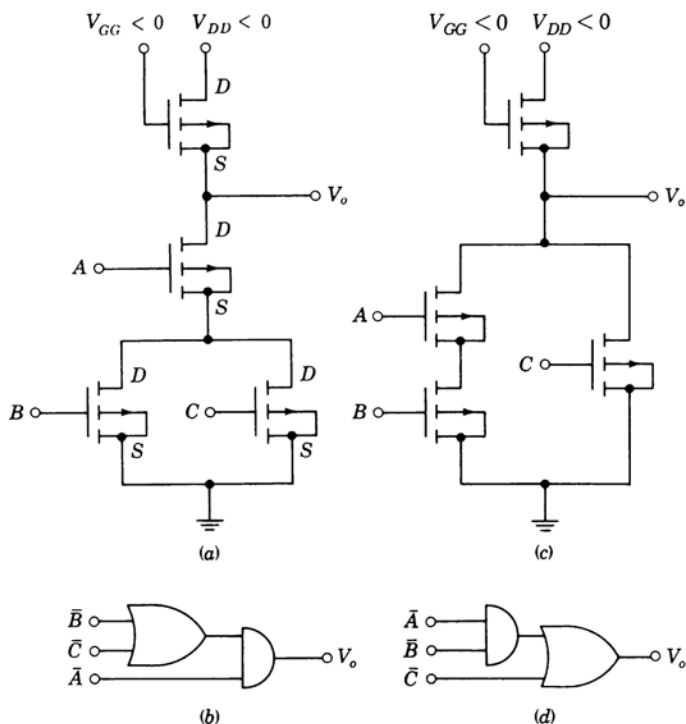 V_GG < 0 V_DD < 0
D
S
V_o
D
A
S
D D
B C
S S
(a)
V_GG < 0 V_DD < 0
V_o
A
C
B
(c)
B̄
C̄
Ā
V_o
(b)
Ā
B̄
C̄
V_o
(d)